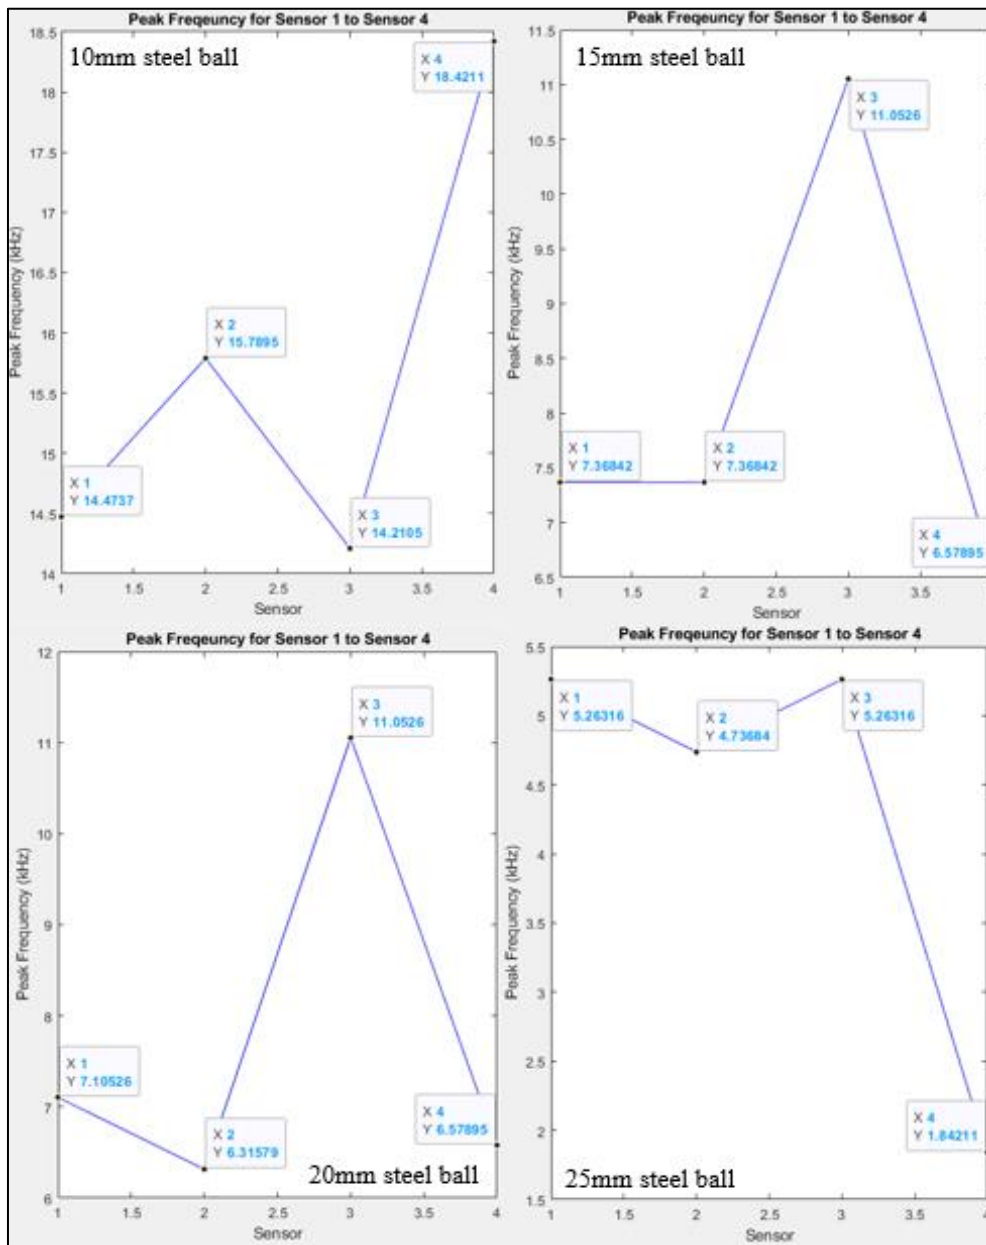 Peak Freqeuncy for Sensor 1 to Sensor 4
10mm steel ball
18.5
18
17.5
17
16.5
16
15.5
15
14.5
14
Peak Frequency (kHz)
X 1
Y 14.4737
X 2
Y 15.7895
X 3
Y 14.2105
X 4
Y 18.4211
1 1.5 2 2.5 3 3.5 4
Sensor
Peak Freqeuncy for Sensor 1 to Sensor 4
15mm steel ball
11.5
11
10.5
10
9.5
9
8.5
8
7.5
7
6.5
Peak Frequency (kHz)
X 1
Y 7.36842
X 2
Y 7.36842
X 3
Y 11.0526
X 4
Y 6.57895
1 1.5 2 2.5 3 3.5
Sensor
Peak Freqeuncy for Sensor 1 to Sensor 4
12
11
10
9
8
7
6
Peak Frequency (kHz)
X 1
Y 7.10526
X 2
Y 6.31579
X 3
Y 11.0526
X 4
Y 6.57895
20mm steel ball
1 1.5 2 2.5 3 3.5 4
Sensor
Peak Freqeuncy for Sensor 1 to Sensor 4
5.5
5
4.5
4
3.5
3
2.5
2
1.5
Peak Frequency (kHz)
X 1
Y 5.26316
X 2
Y 4.73684
X 3
Y 5.26316
X 4
Y 1.84211
25mm steel ball
1 1.5 2 2.5 3 3.5 4
Sensor